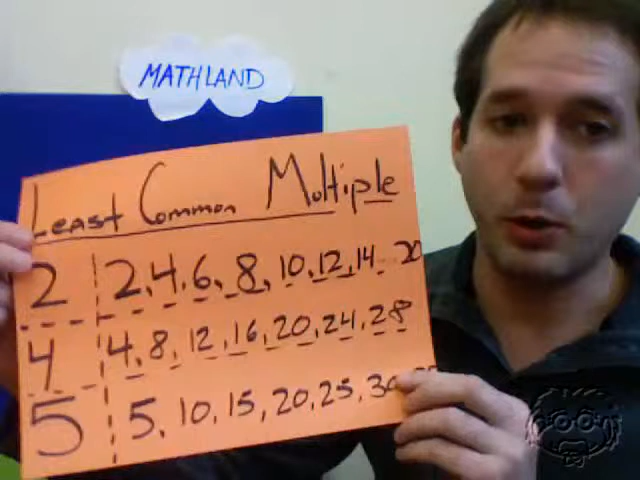 MATHLAND
Least Common Multiple
2 2, 4, 6, 8, 10, 12, 14 .. 20
4 4, 8, 12, 16, 20, 24, 28
5 5, 10, 15, 20, 25, 30